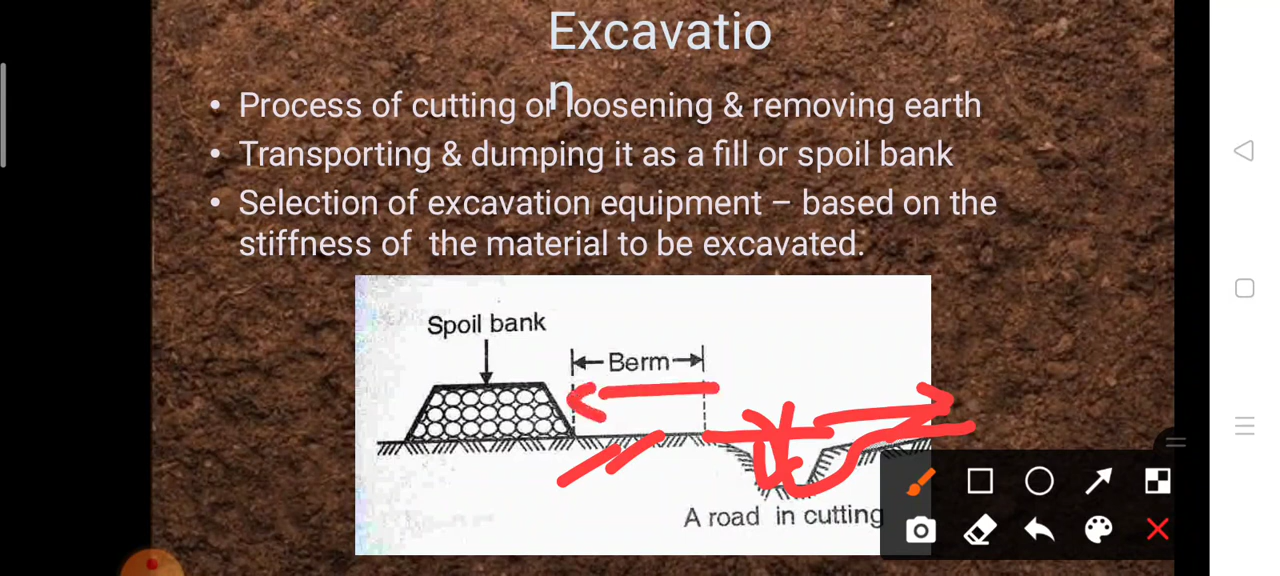 Excavatio
n
• Process of cutting or loosening & removing earth
• Transporting & dumping it as a fill or spoil bank
• Selection of excavation equipment – based on the
stiffness of the material to be excavated.
Spoil bank
Berm
A road in cutting